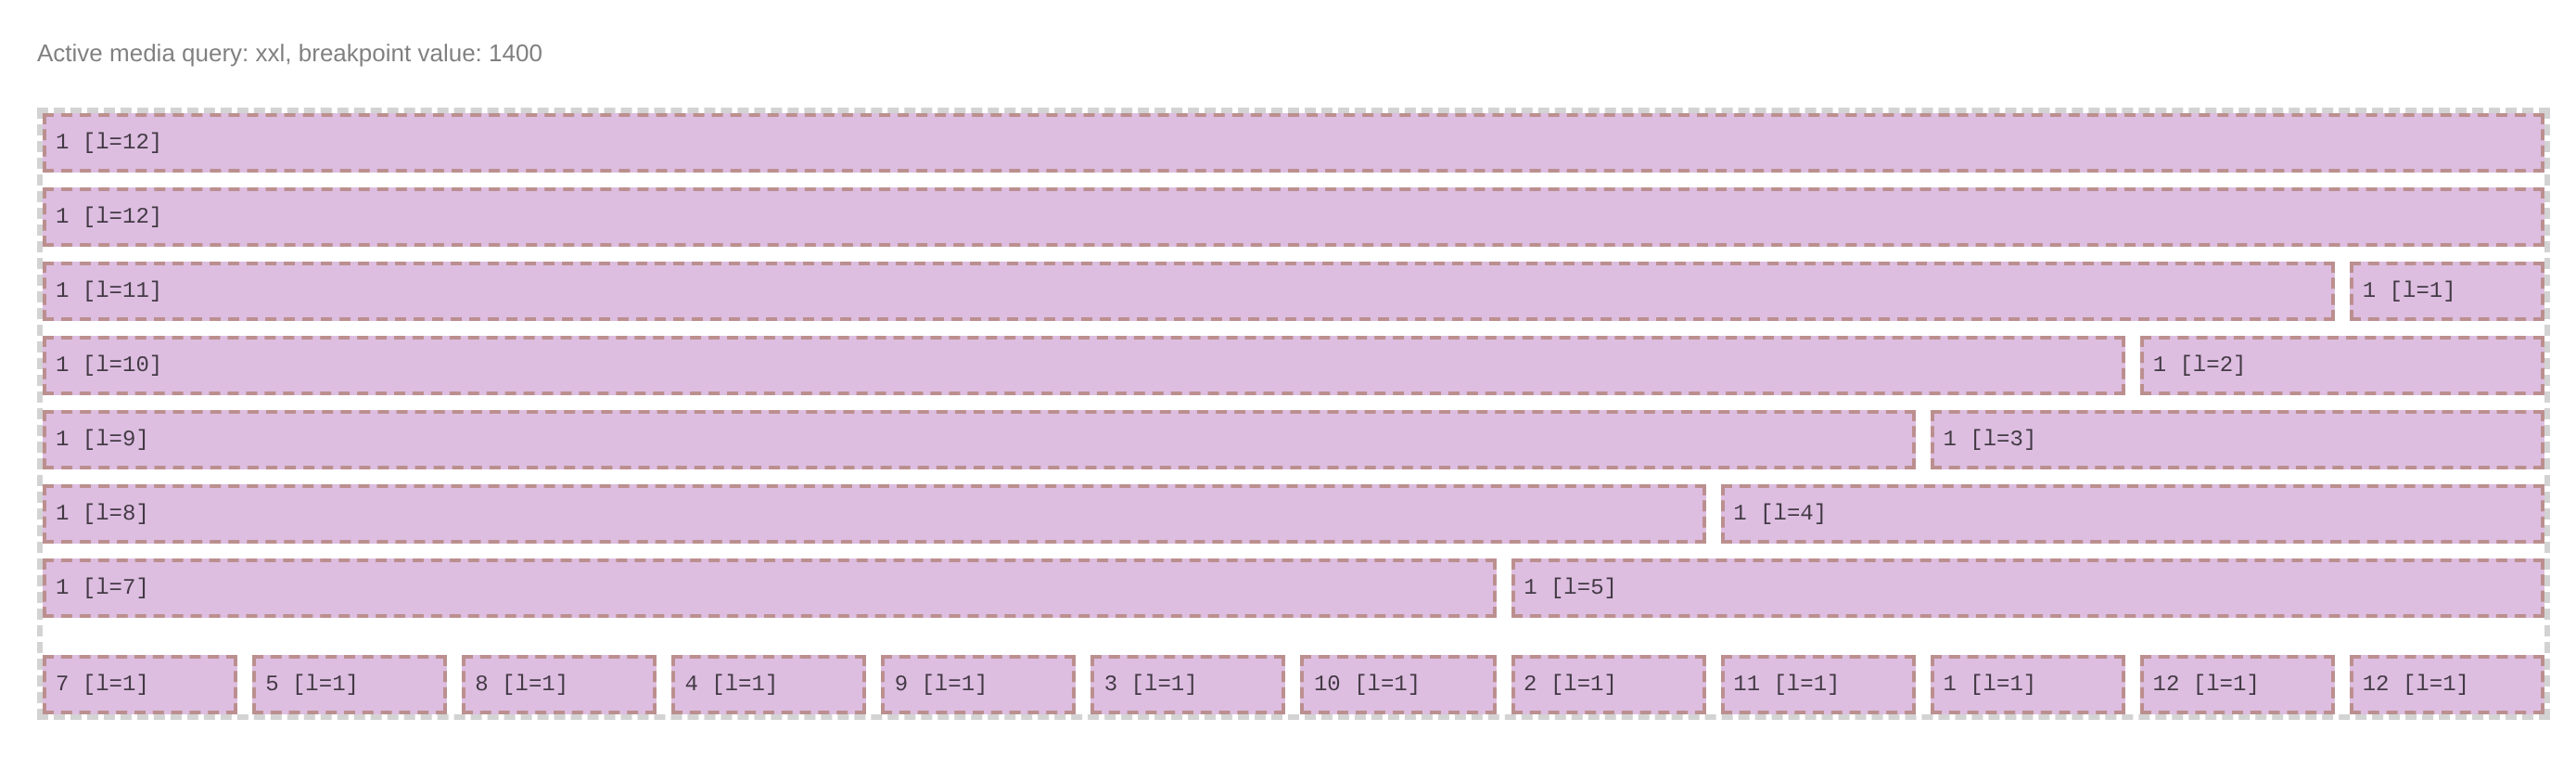 Active media query: xxl, breakpoint value: 1400
1 [l=12]
1 [l=12]
1 [l=11] 1 [l=1]
1 [l=10] 1 [l=2]
1 [l=9] 1 [l=3]
1 [l=8] 1 [l=4]
1 [l=7] 1 [l=5]
7 [l=1] 5 [l=1] 8 [l=1] 4 [l=1] 9 [l=1] 3 [l=1] 10 [l=1] 2 [l=1] 11 [l=1] 1 [l=1] 12 [l=1] 12 [l=1]